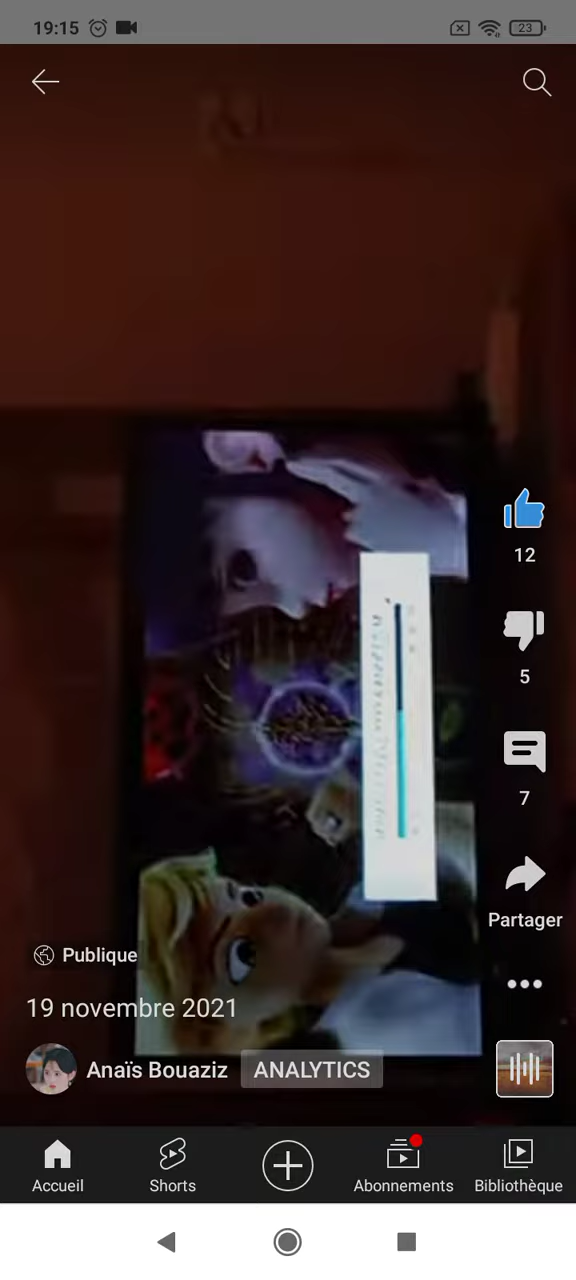 19:15
23
12
5
7
Partager
Publique
19 novembre 2021
Anaïs Bouaziz ANALYTICS
Accueil
Shorts
Abonnements
Bibliothèque